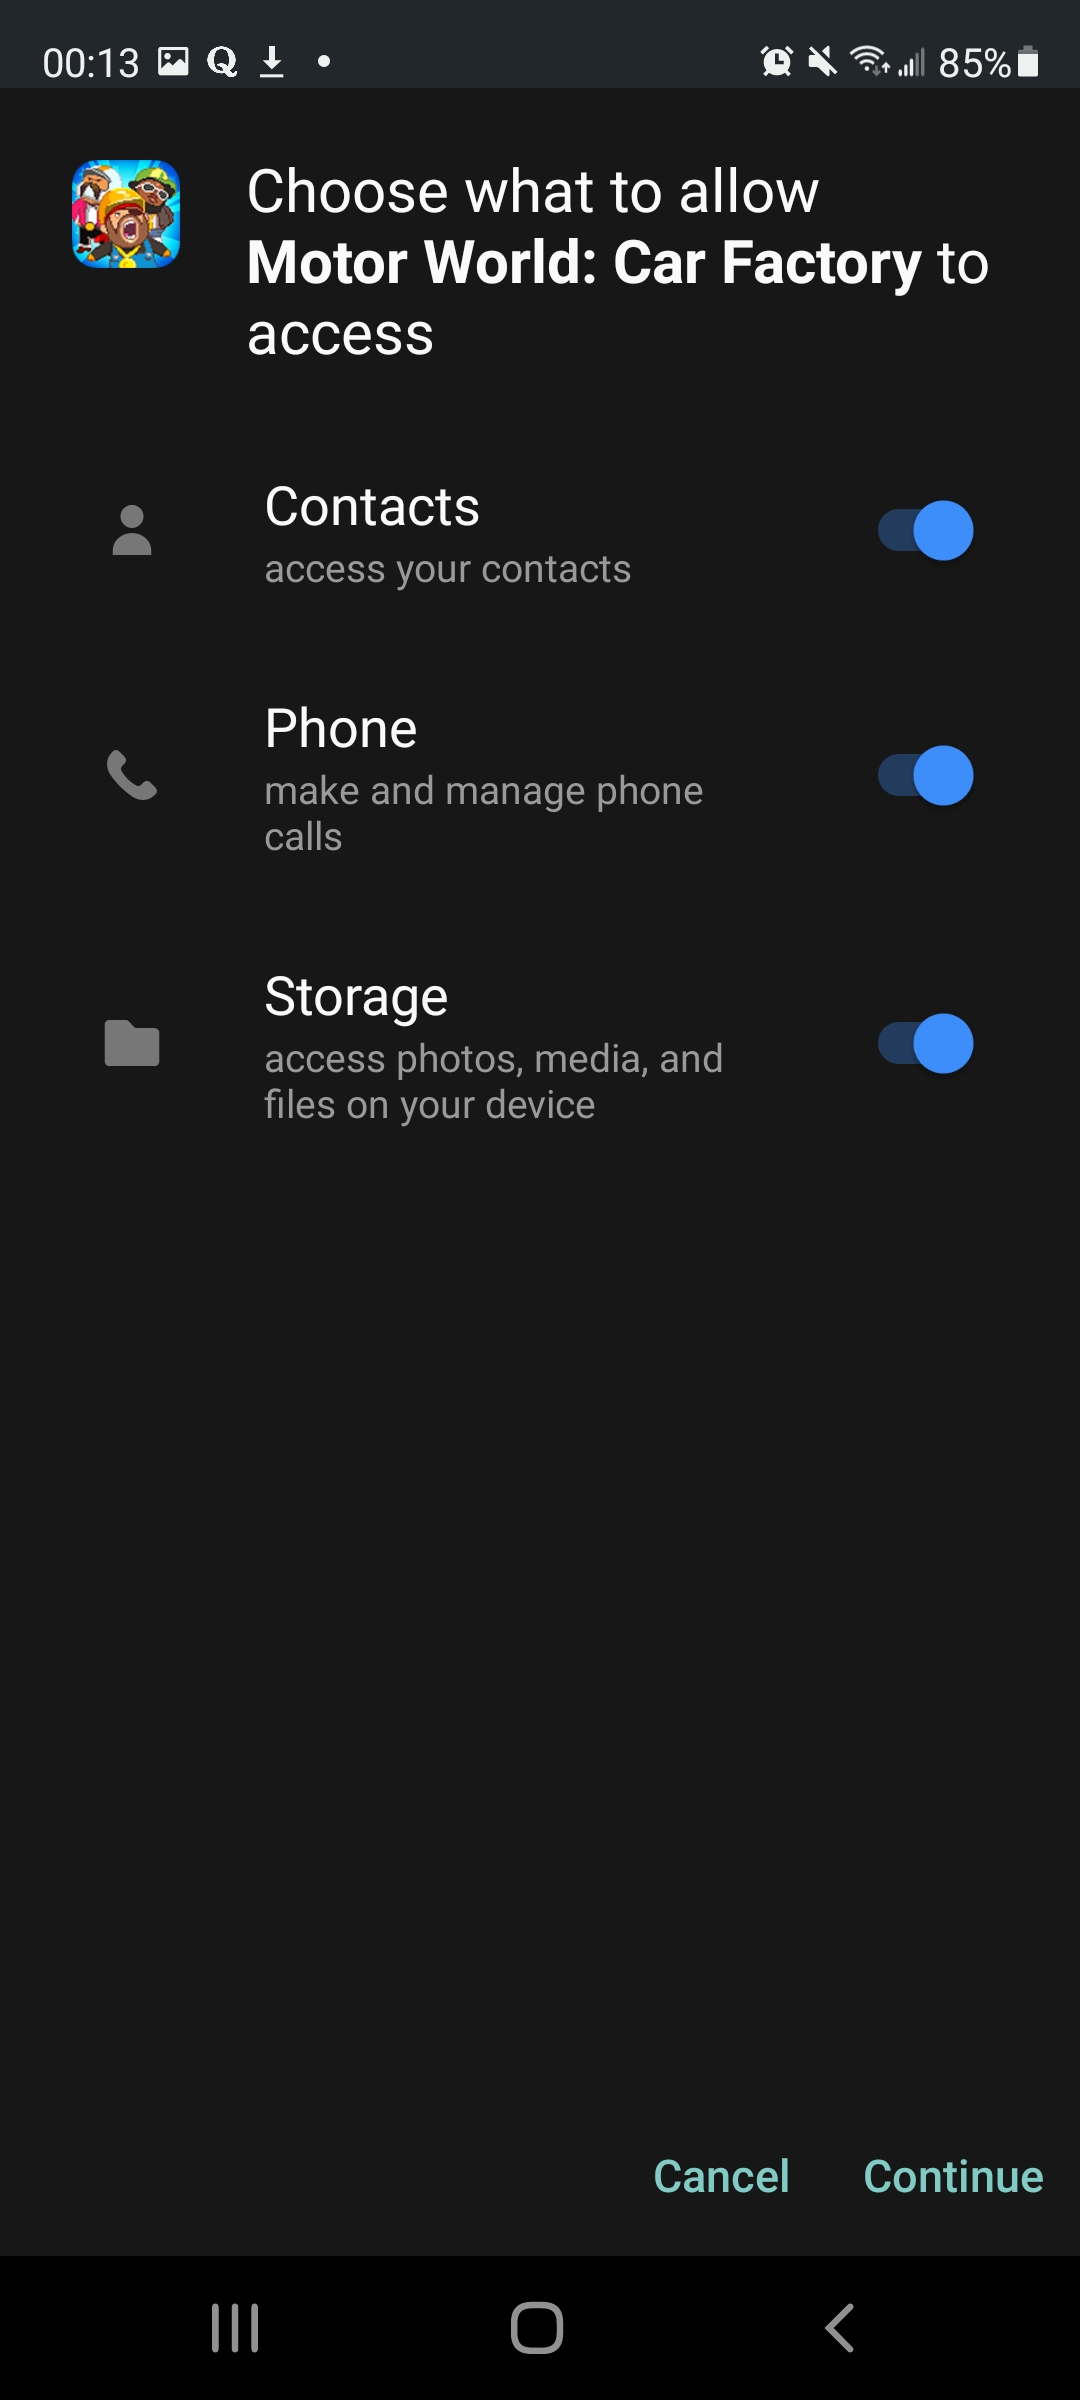 00:13
85%
Choose what to allow
Motor World: Car Factory to
access
Contacts
access your contacts
Phone
make and manage phone
calls
Storage
access photos, media, and
files on your device
Cancel
Continue